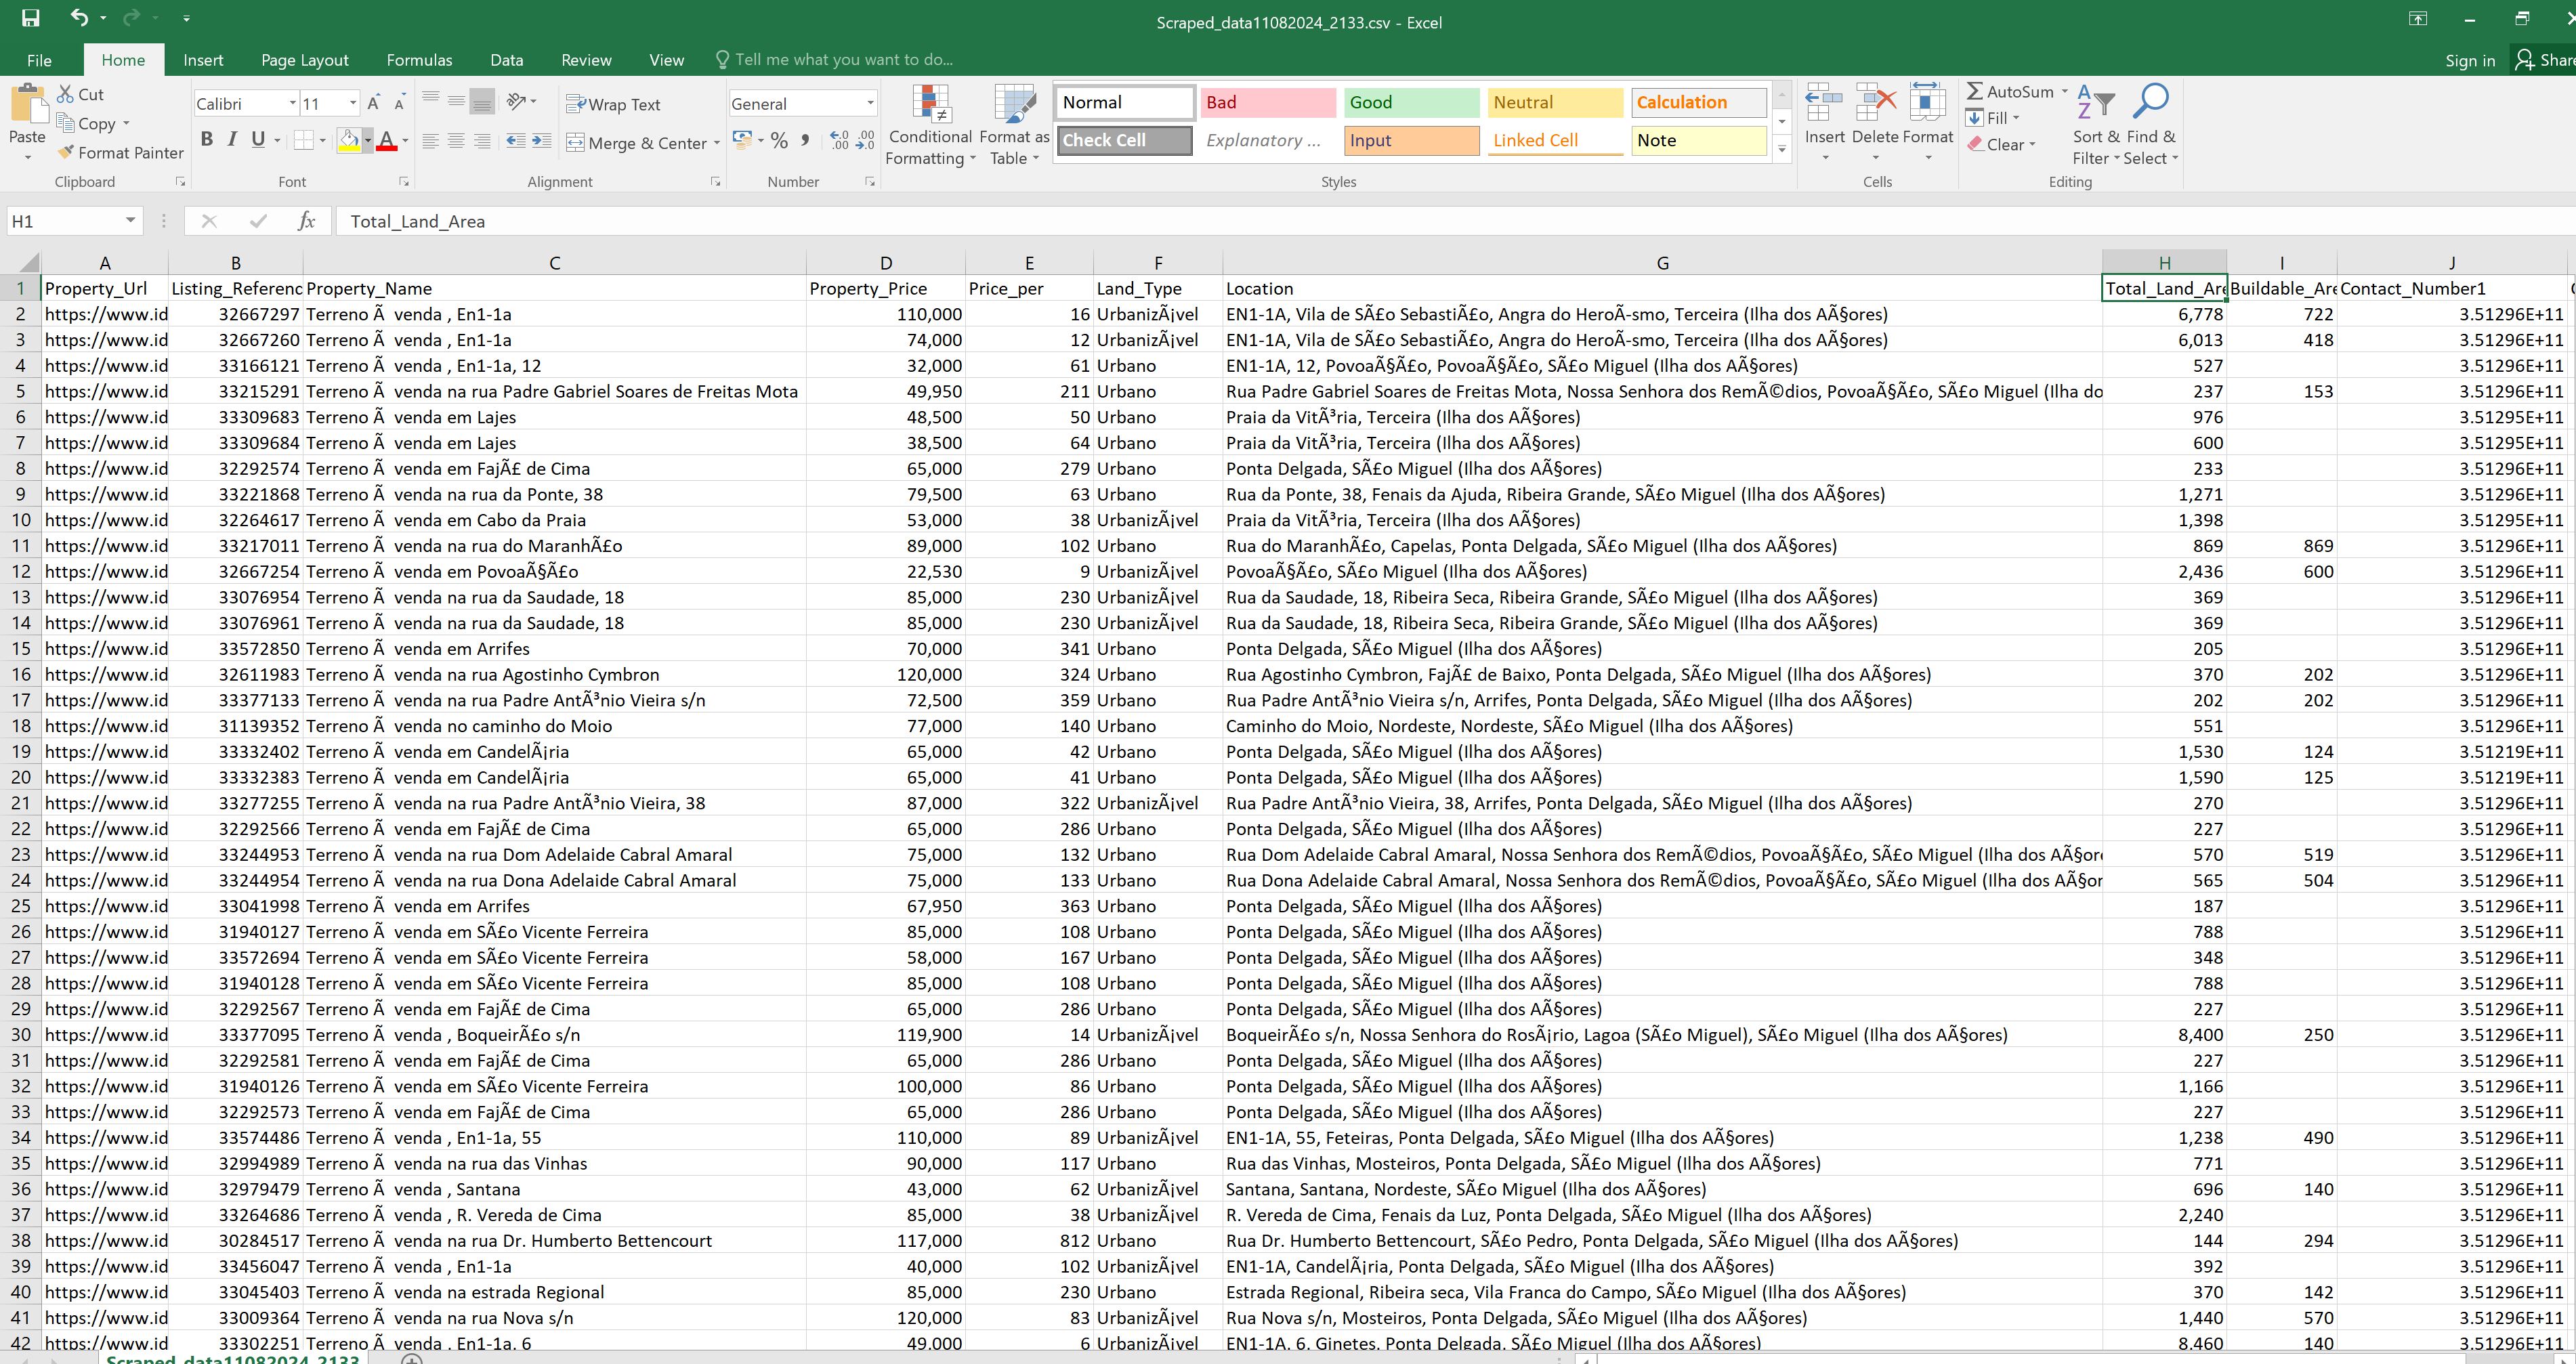 Scraped_data11082024_2133.csv - Excel
File Home Insert Page Layout Formulas Data Review View Tell me what you want to do... Sign in Share
Paste Cut Copy Format Painter Clipboard
Calibri 11 B I U Font
Wrap Text Merge & Center Alignment
General % Number
Conditional Formatting Format as Table
Normal Bad Good Neutral Calculation
Check Cell Explanatory ... Input Linked Cell Note
Styles
Insert Delete Format Cells
AutoSum Fill Clear Sort & Filter Find & Select Editing
H1 fx Total_Land_Area
A B C D E F G H I J
1 Property_Url Listing_Referenc Property_Name Property_Price Price_per Land_Type Location Total_Land_Are Buildable_Are Contact_Number1
2 https://www.id 32667297 Terreno Ã  venda , En1-1a 110,000 16 UrbanizÃ¡vel EN1-1A, Vila de SÃ£o SebastiÃ£o, Angra do HeroÃ-smo, Terceira (Ilha dos AÃ§ores) 6,778 722 3.51296E+11
3 https://www.id 32667260 Terreno Ã  venda , En1-1a 74,000 12 UrbanizÃ¡vel EN1-1A, Vila de SÃ£o SebastiÃ£o, Angra do HeroÃ-smo, Terceira (Ilha dos AÃ§ores) 6,013 418 3.51296E+11
4 https://www.id 33166121 Terreno Ã  venda , En1-1a, 12 32,000 61 Urbano EN1-1A, 12, PovoaÃ§Ã£o, PovoaÃ§Ã£o, SÃ£o Miguel (Ilha dos AÃ§ores) 527 3.51296E+11
5 https://www.id 33215291 Terreno Ã  venda na rua Padre Gabriel Soares de Freitas Mota 49,950 211 Urbano Rua Padre Gabriel Soares de Freitas Mota, Nossa Senhora dos RemÃ©dios, PovoaÃ§Ã£o, SÃ£o Miguel (Ilha do 237 153 3.51296E+11
6 https://www.id 33309683 Terreno Ã  venda em Lajes 48,500 50 Urbano Praia da VitÃ³ria, Terceira (Ilha dos AÃ§ores) 976 3.51295E+11
7 https://www.id 33309684 Terreno Ã  venda em Lajes 38,500 64 Urbano Praia da VitÃ³ria, Terceira (Ilha dos AÃ§ores) 600 3.51295E+11
8 https://www.id 32292574 Terreno Ã  venda em FajÃ£ de Cima 65,000 279 Urbano Ponta Delgada, SÃ£o Miguel (Ilha dos AÃ§ores) 233 3.51296E+11
9 https://www.id 33221868 Terreno Ã  venda na rua da Ponte, 38 79,500 63 Urbano Rua da Ponte, 38, Fenais da Ajuda, Ribeira Grande, SÃ£o Miguel (Ilha dos AÃ§ores) 1,271 3.51296E+11
10 https://www.id 32264617 Terreno Ã  venda em Cabo da Praia 53,000 38 UrbanizÃ¡vel Praia da VitÃ³ria, Terceira (Ilha dos AÃ§ores) 1,398 3.51295E+11
11 https://www.id 33217011 Terreno Ã  venda na rua do MaranhÃ£o 89,000 102 Urbano Rua do MaranhÃ£o, Capelas, Ponta Delgada, SÃ£o Miguel (Ilha dos AÃ§ores) 869 869 3.51296E+11
12 https://www.id 32667254 Terreno Ã  venda em PovoaÃ§Ã£o 22,530 9 UrbanizÃ¡vel PovoaÃ§Ã£o, SÃ£o Miguel (Ilha dos AÃ§ores) 2,436 600 3.51296E+11
13 https://www.id 33076954 Terreno Ã  venda na rua da Saudade, 18 85,000 230 UrbanizÃ¡vel Rua da Saudade, 18, Ribeira Seca, Ribeira Grande, SÃ£o Miguel (Ilha dos AÃ§ores) 369 3.51296E+11
14 https://www.id 33076961 Terreno Ã  venda na rua da Saudade, 18 85,000 230 UrbanizÃ¡vel Rua da Saudade, 18, Ribeira Seca, Ribeira Grande, SÃ£o Miguel (Ilha dos AÃ§ores) 369 3.51296E+11
15 https://www.id 33572850 Terreno Ã  venda em Arrifes 70,000 341 Urbano Ponta Delgada, SÃ£o Miguel (Ilha dos AÃ§ores) 205 3.51296E+11
16 https://www.id 32611983 Terreno Ã  venda na rua Agostinho Cymbron 120,000 324 Urbano Rua Agostinho Cymbron, FajÃ£ de Baixo, Ponta Delgada, SÃ£o Miguel (Ilha dos AÃ§ores) 370 202 3.51296E+11
17 https://www.id 33377133 Terreno Ã  venda na rua Padre AntÃ³nio Vieira s/n 72,500 359 Urbano Rua Padre AntÃ³nio Vieira s/n, Arrifes, Ponta Delgada, SÃ£o Miguel (Ilha dos AÃ§ores) 202 202 3.51296E+11
18 https://www.id 31139352 Terreno Ã  venda no caminho do Moio 77,000 140 Urbano Caminho do Moio, Nordeste, Nordeste, SÃ£o Miguel (Ilha dos AÃ§ores) 551 3.51296E+11
19 https://www.id 33332402 Terreno Ã  venda em CandelÃ¡ria 65,000 42 Urbano Ponta Delgada, SÃ£o Miguel (Ilha dos AÃ§ores) 1,530 124 3.51219E+11
20 https://www.id 33332383 Terreno Ã  venda em CandelÃ¡ria 65,000 41 Urbano Ponta Delgada, SÃ£o Miguel (Ilha dos AÃ§ores) 1,590 125 3.51219E+11
21 https://www.id 33277255 Terreno Ã  venda na rua Padre AntÃ³nio Vieira, 38 87,000 322 UrbanizÃ¡vel Rua Padre AntÃ³nio Vieira, 38, Arrifes, Ponta Delgada, SÃ£o Miguel (Ilha dos AÃ§ores) 270 3.51296E+11
22 https://www.id 32292566 Terreno Ã  venda em FajÃ£ de Cima 65,000 286 Urbano Ponta Delgada, SÃ£o Miguel (Ilha dos AÃ§ores) 227 3.51296E+11
23 https://www.id 33244953 Terreno Ã  venda na rua Dom Adelaide Cabral Amaral 75,000 132 Urbano Rua Dom Adelaide Cabral Amaral, Nossa Senhora dos RemÃ©dios, PovoaÃ§Ã£o, SÃ£o Miguel (Ilha dos AÃ§ore 570 519 3.51296E+11
24 https://www.id 33244954 Terreno Ã  venda na rua Dona Adelaide Cabral Amaral 75,000 133 Urbano Rua Dona Adelaide Cabral Amaral, Nossa Senhora dos RemÃ©dios, PovoaÃ§Ã£o, SÃ£o Miguel (Ilha dos AÃ§or 565 504 3.51296E+11
25 https://www.id 33041998 Terreno Ã  venda em Arrifes 67,950 363 Urbano Ponta Delgada, SÃ£o Miguel (Ilha dos AÃ§ores) 187 3.51296E+11
26 https://www.id 31940127 Terreno Ã  venda em SÃ£o Vicente Ferreira 85,000 108 Urbano Ponta Delgada, SÃ£o Miguel (Ilha dos AÃ§ores) 788 3.51296E+11
27 https://www.id 33572694 Terreno Ã  venda em SÃ£o Vicente Ferreira 58,000 167 Urbano Ponta Delgada, SÃ£o Miguel (Ilha dos AÃ§ores) 348 3.51296E+11
28 https://www.id 31940128 Terreno Ã  venda em SÃ£o Vicente Ferreira 85,000 108 Urbano Ponta Delgada, SÃ£o Miguel (Ilha dos AÃ§ores) 788 3.51296E+11
29 https://www.id 32292567 Terreno Ã  venda em FajÃ£ de Cima 65,000 286 Urbano Ponta Delgada, SÃ£o Miguel (Ilha dos AÃ§ores) 227 3.51296E+11
30 https://www.id 33377095 Terreno Ã  venda , BoqueirÃ£o s/n 119,900 14 UrbanizÃ¡vel BoqueirÃ£o s/n, Nossa Senhora do RosÃ¡rio, Lagoa (SÃ£o Miguel), SÃ£o Miguel (Ilha dos AÃ§ores) 8,400 250 3.51296E+11
31 https://www.id 32292581 Terreno Ã  venda em FajÃ£ de Cima 65,000 286 Urbano Ponta Delgada, SÃ£o Miguel (Ilha dos AÃ§ores) 227 3.51296E+11
32 https://www.id 31940126 Terreno Ã  venda em SÃ£o Vicente Ferreira 100,000 86 Urbano Ponta Delgada, SÃ£o Miguel (Ilha dos AÃ§ores) 1,166 3.51296E+11
33 https://www.id 32292573 Terreno Ã  venda em FajÃ£ de Cima 65,000 286 Urbano Ponta Delgada, SÃ£o Miguel (Ilha dos AÃ§ores) 227 3.51296E+11
34 https://www.id 33574486 Terreno Ã  venda , En1-1a, 55 110,000 89 UrbanizÃ¡vel EN1-1A, 55, Feteiras, Ponta Delgada, SÃ£o Miguel (Ilha dos AÃ§ores) 1,238 490 3.51296E+11
35 https://www.id 32994989 Terreno Ã  venda na rua das Vinhas 90,000 117 Urbano Rua das Vinhas, Mosteiros, Ponta Delgada, SÃ£o Miguel (Ilha dos AÃ§ores) 771 3.51296E+11
36 https://www.id 32979479 Terreno Ã  venda , Santana 43,000 62 UrbanizÃ¡vel Santana, Santana, Nordeste, SÃ£o Miguel (Ilha dos AÃ§ores) 696 140 3.51296E+11
37 https://www.id 33264686 Terreno Ã  venda , R. Vereda de Cima 85,000 38 UrbanizÃ¡vel R. Vereda de Cima, Fenais da Luz, Ponta Delgada, SÃ£o Miguel (Ilha dos AÃ§ores) 2,240 3.51296E+11
38 https://www.id 30284517 Terreno Ã  venda na rua Dr. Humberto Bettencourt 117,000 812 Urbano Rua Dr. Humberto Bettencourt, SÃ£o Pedro, Ponta Delgada, SÃ£o Miguel (Ilha dos AÃ§ores) 144 294 3.51296E+11
39 https://www.id 33456047 Terreno Ã  venda , En1-1a 40,000 102 UrbanizÃ¡vel EN1-1A, CandelÃ¡ria, Ponta Delgada, SÃ£o Miguel (Ilha dos AÃ§ores) 392 3.51296E+11
40 https://www.id 33045403 Terreno Ã  venda na estrada Regional 85,000 230 Urbano Estrada Regional, Ribeira seca, Vila Franca do Campo, SÃ£o Miguel (Ilha dos AÃ§ores) 370 142 3.51296E+11
41 https://www.id 33009364 Terreno Ã  venda na rua Nova s/n 120,000 83 UrbanizÃ¡vel Rua Nova s/n, Mosteiros, Ponta Delgada, SÃ£o Miguel (Ilha dos AÃ§ores) 1,440 570 3.51296E+11
42 https://www.id 33302251 Terreno Ã  venda , En1-1a, 6 49,000 6 UrbanizÃ¡vel EN1-1A, 6, Ginetes, Ponta Delgada, SÃ£o Miguel (Ilha dos AÃ§ores) 8,460 140 3.51296E+11
Scraped_data11082024_2133